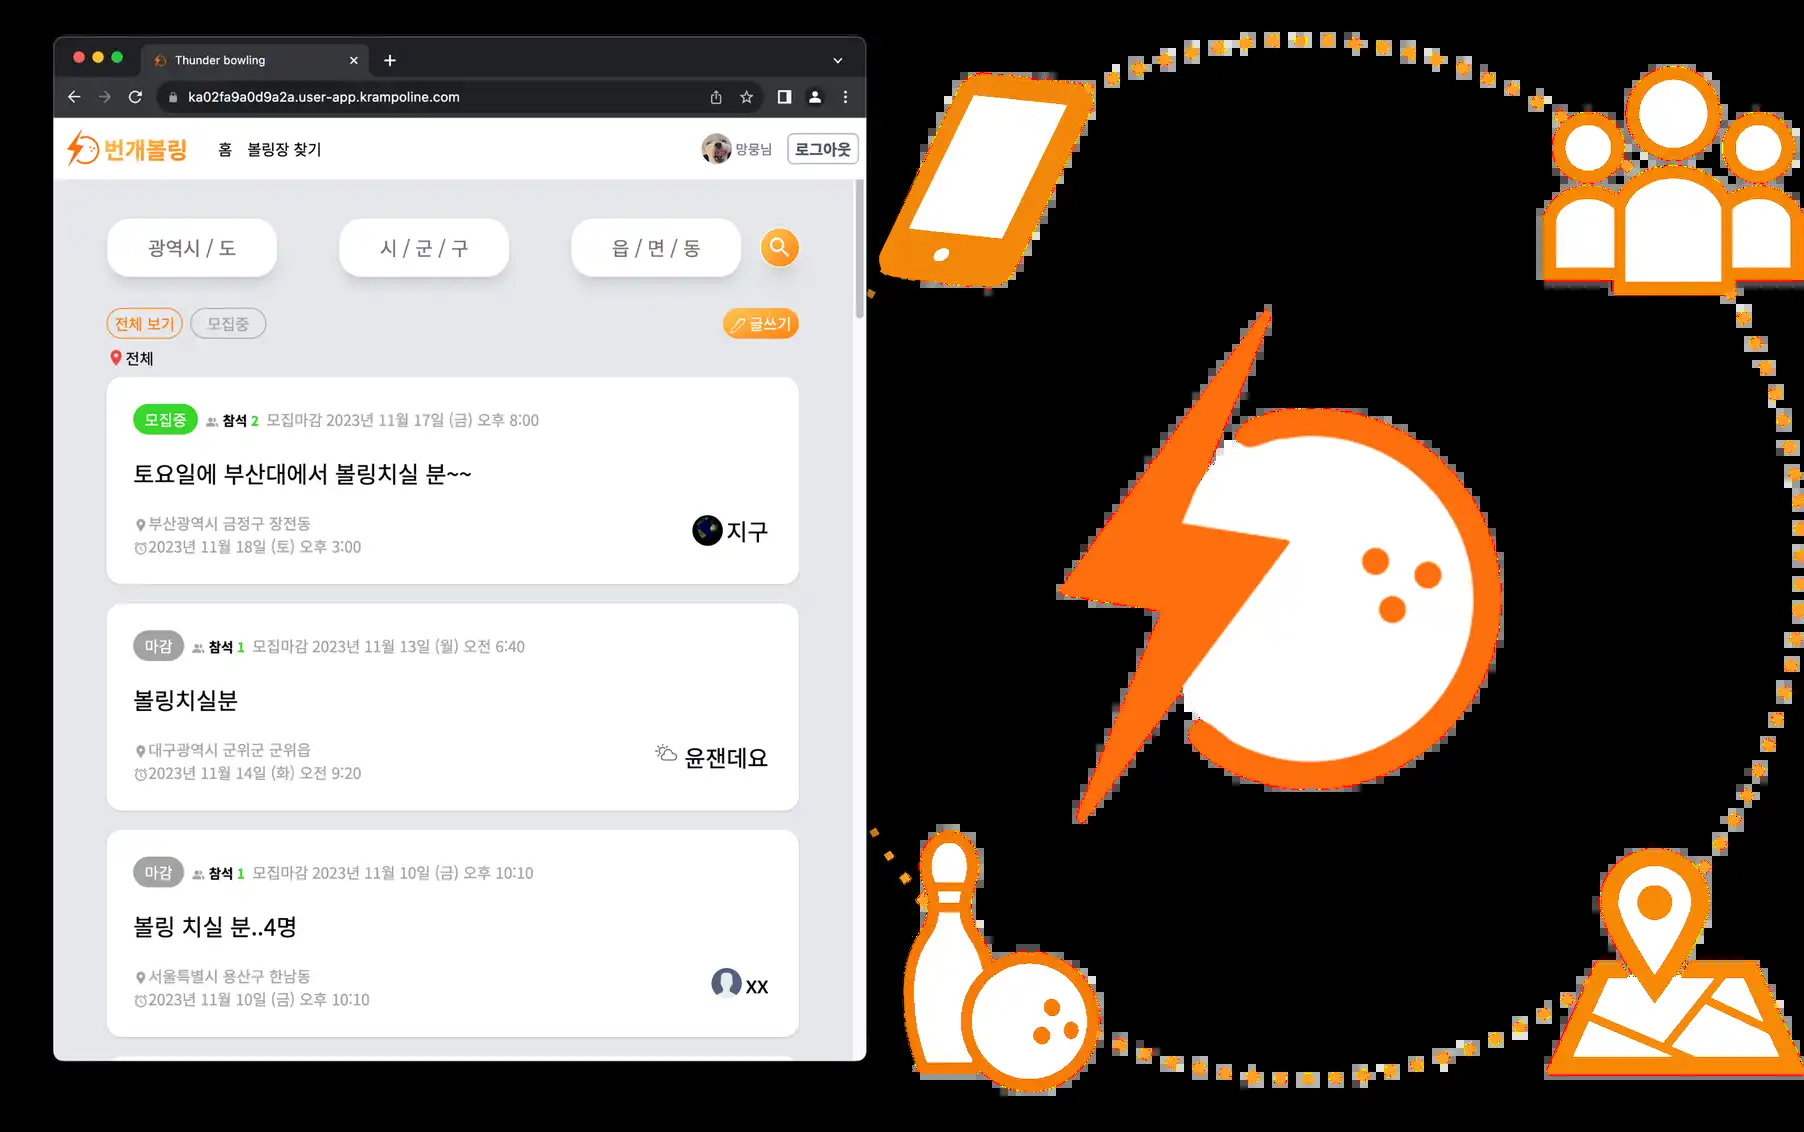 Thunder bowling
ka02fa9a0d9a2a.user-app.krampoline.com
번개볼링 홈 볼링장 찾기 망뭉님 로그아웃
광역시 / 도 시 / 군 / 구 읍 / 면 / 동
전체 보기 모집중 글쓰기
전체
모집중 참석 2 모집마감 2023년 11월 17일 (금) 오후 8:00
토요일에 부산대에서 볼링치실 분~~
부산광역시 금정구 장전동
2023년 11월 18일 (토) 오후 3:00
지구
마감 참석 1 모집마감 2023년 11월 13일 (월) 오전 6:40
볼링치실분
대구광역시 군위군 군위읍
2023년 11월 14일 (화) 오전 9:20
윤잰데요
마감 참석 1 모집마감 2023년 11월 10일 (금) 오후 10:10
볼링 치실 분..4명
서울특별시 용산구 한남동
2023년 11월 10일 (금) 오후 10:10
xx